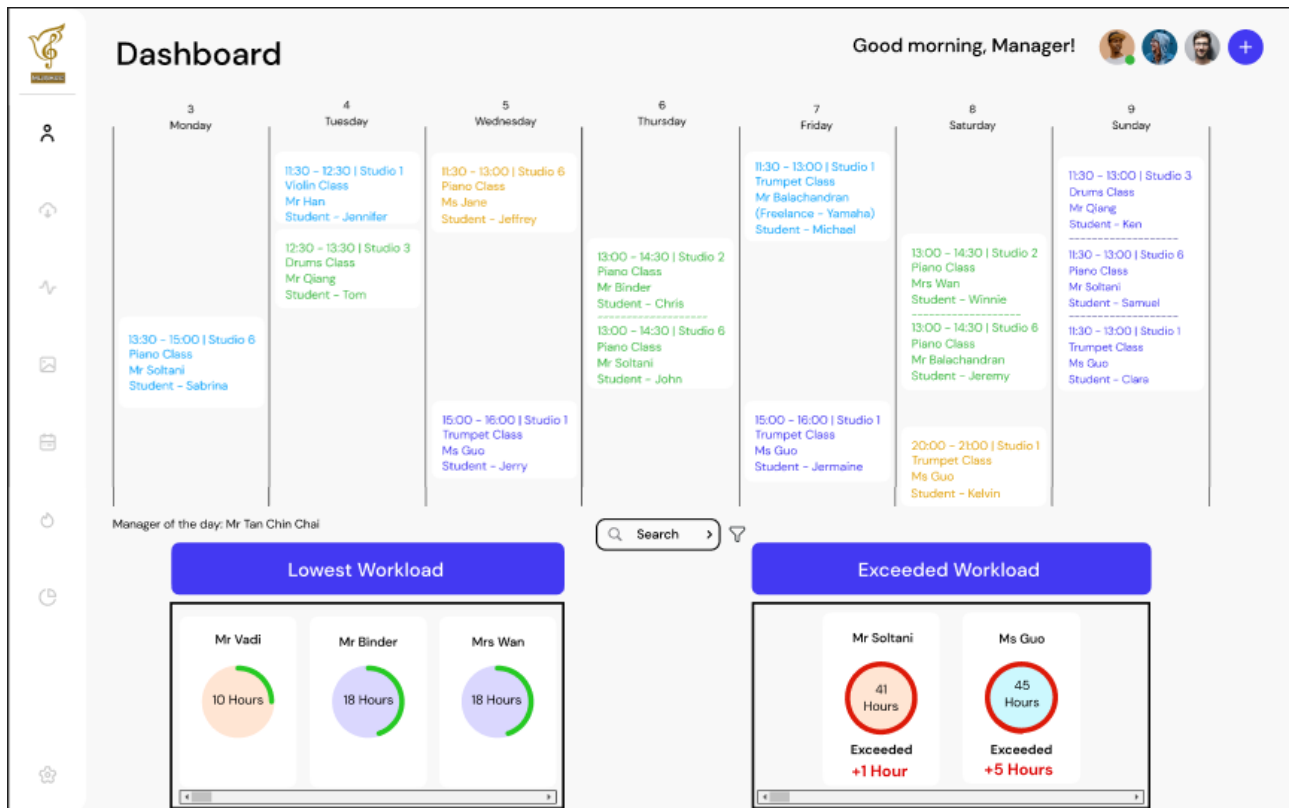 Dashboard
Good morning, Manager!
3
Monday
4
Tuesday
5
Wednesday
6
Thursday
7
Friday
8
Saturday
9
Sunday
13:30 - 15:00 | Studio 6
Piano Class
Mr Soltani
Student - Sabrina
11:30 - 12:30 | Studio 1
Violin Class
Mr Han
Student - Jennifer
12:30 - 13:30 | Studio 3
Drums Class
Mr Qiang
Student - Tom
11:30 - 13:00 | Studio 6
Piano Class
Ms Jane
Student - Jeffrey
15:00 - 16:00 | Studio 1
Trumpet Class
Ms Guo
Student - Jerry
13:00 - 14:30 | Studio 2
Piano Class
Mr Binder
Student - Chris
13:00 - 14:30 | Studio 6
Piano Class
Mr Soltani
Student - John
11:30 - 13:00 | Studio 1
Trumpet Class
Mr Balachandran
(Freelance - Yamaha)
Student - Michael
15:00 - 16:00 | Studio 1
Trumpet Class
Ms Guo
Student - Jermaine
13:00 - 14:30 | Studio 2
Piano Class
Mrs Wan
Student - Winnie
13:00 - 14:30 | Studio 6
Piano Class
Mr Balachandran
Student - Jeremy
20:00 - 21:00 | Studio 1
Trumpet Class
Ms Guo
Student - Kelvin
11:30 - 13:00 | Studio 3
Drums Class
Mr Qiang
Student - Ken
11:30 - 13:00 | Studio 6
Piano Class
Mr Soltani
Student - Samuel
11:30 - 13:00 | Studio 1
Trumpet Class
Ms Guo
Student - Clara
Manager of the day: Mr Tan Chin Chai
Search
Lowest Workload
Mr Vadi
10 Hours
Mr Binder
18 Hours
Mrs Wan
18 Hours
Exceeded Workload
Mr Soltani
41
Hours
Exceeded
+1 Hour
Ms Guo
45
Hours
Exceeded
+5 Hours